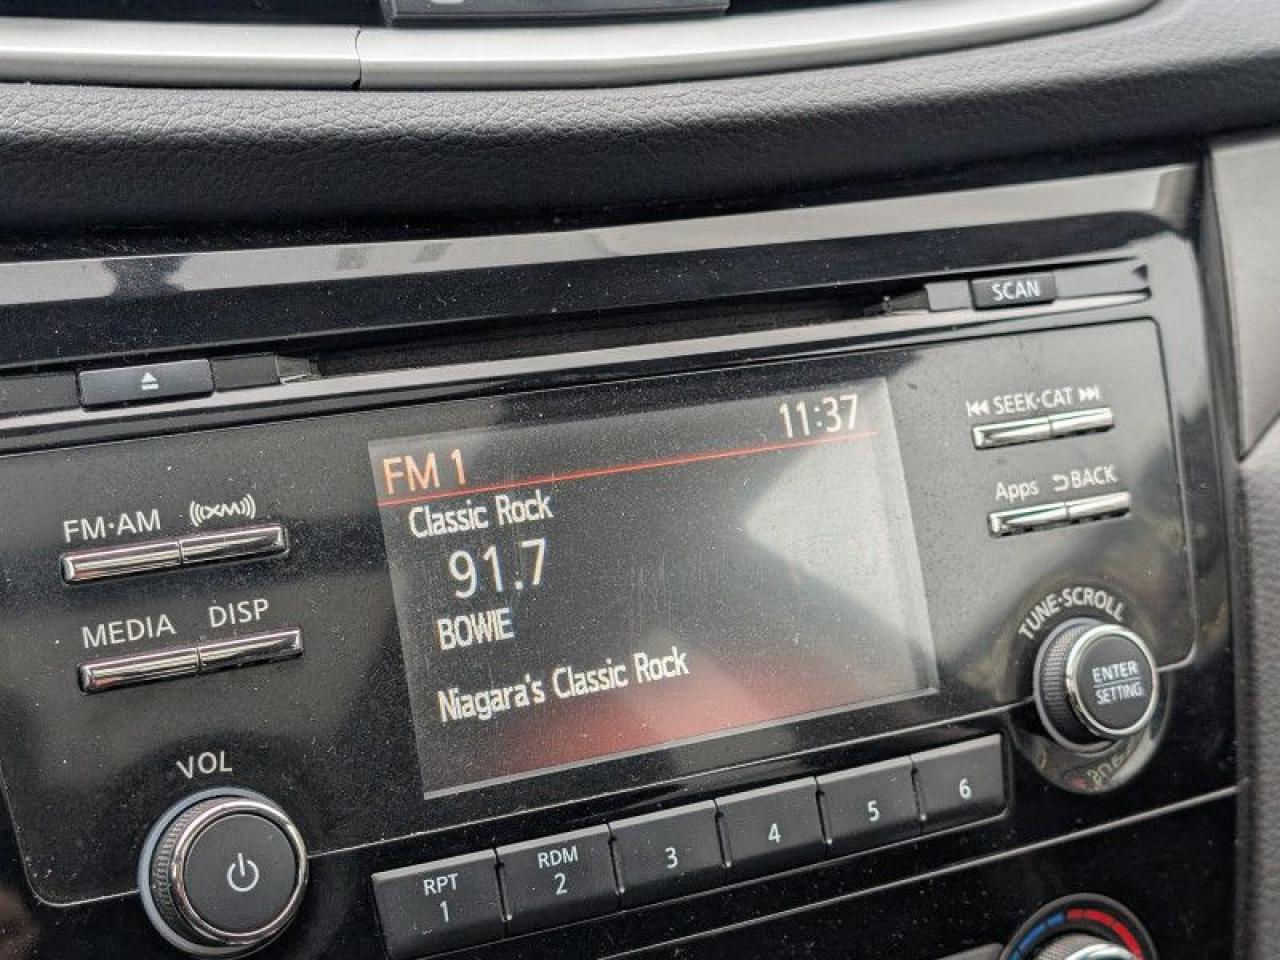 SCAN
SEEK·CAT
Apps BACK
FM·AM ((XM))
MEDIA DISP
VOL
11:37
FM 1
Classic Rock
91.7
BOWIE
Niagara's Classic Rock
TUNE·SCROLL
ENTER
SETTING
RPT
1
RDM
2
3
4
5
6